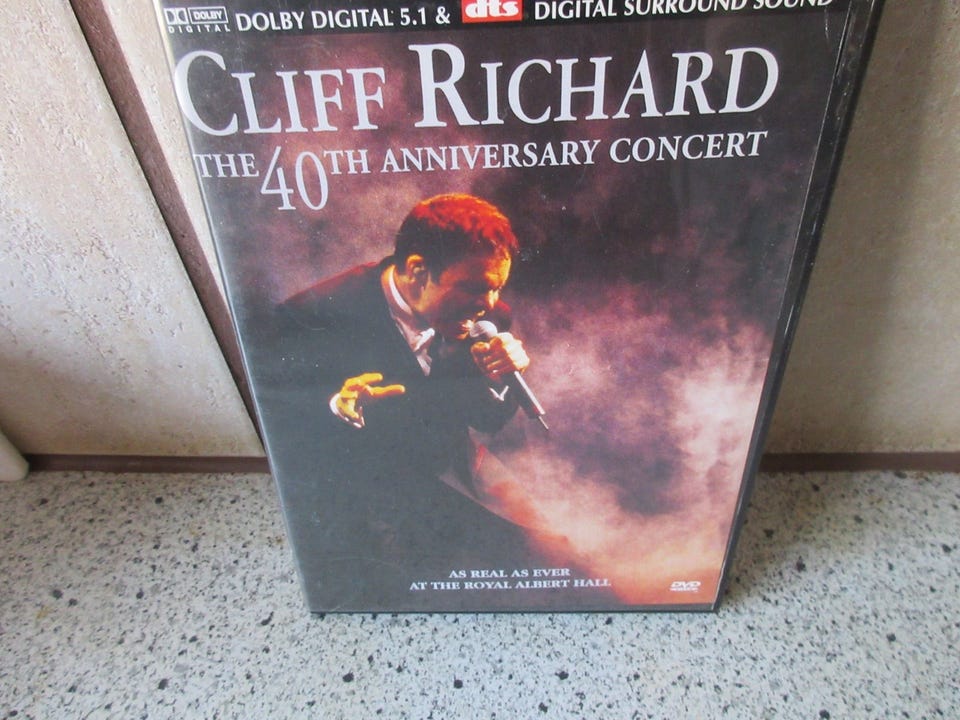 DOLBY DIGITAL DOLBY DIGITAL 5.1 & dts DIGITAL SURROUND SOUND
CLIFF RICHARD
THE 40TH ANNIVERSARY CONCERT
AS REAL AS EVER
AT THE ROYAL ALBERT HALL
DVD